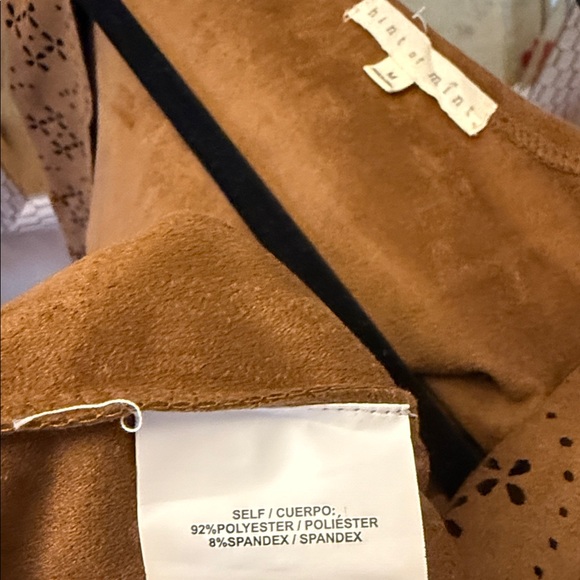 hint of mint
M
SELF / CUERPO:
92%POLYESTER / POLIÉSTER
8%SPANDEX / SPANDEX